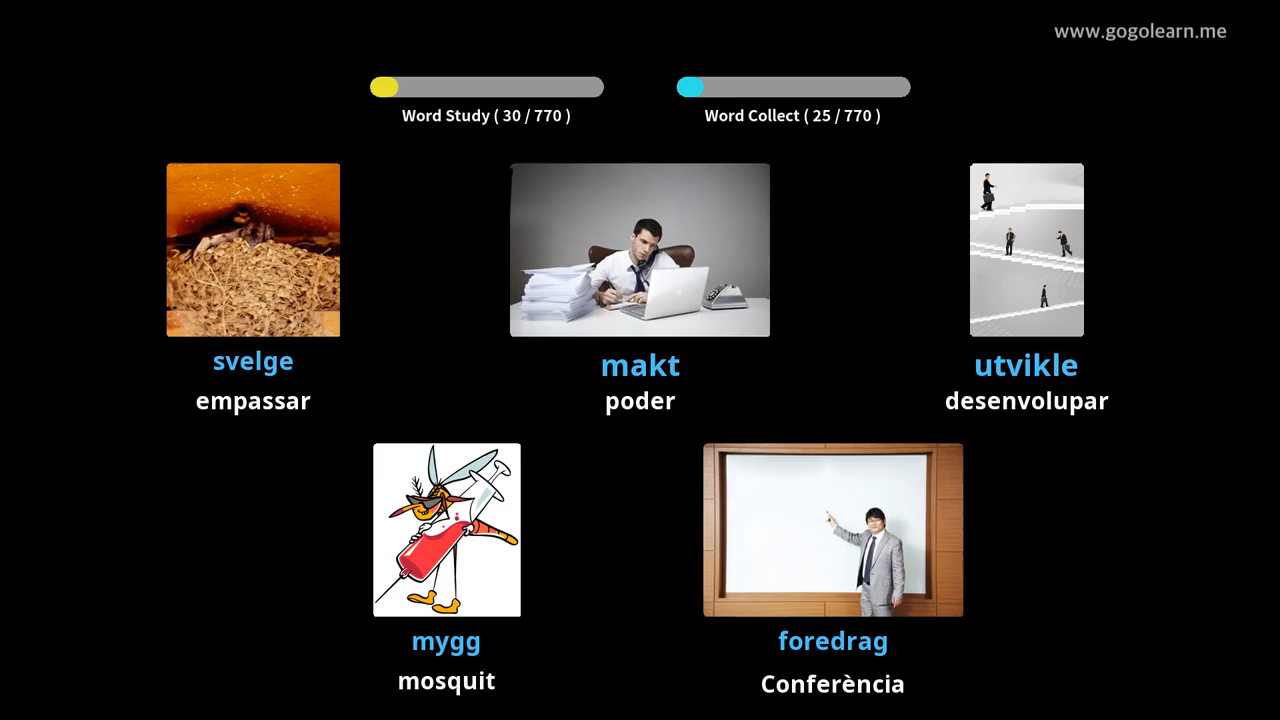 www.gogolearn.me
Word Study ( 30 / 770 )
Word Collect ( 25 / 770 )
svelge
empassar
makt
poder
utvikle
desenvolupar
mygg
mosquit
foredrag
Conferència